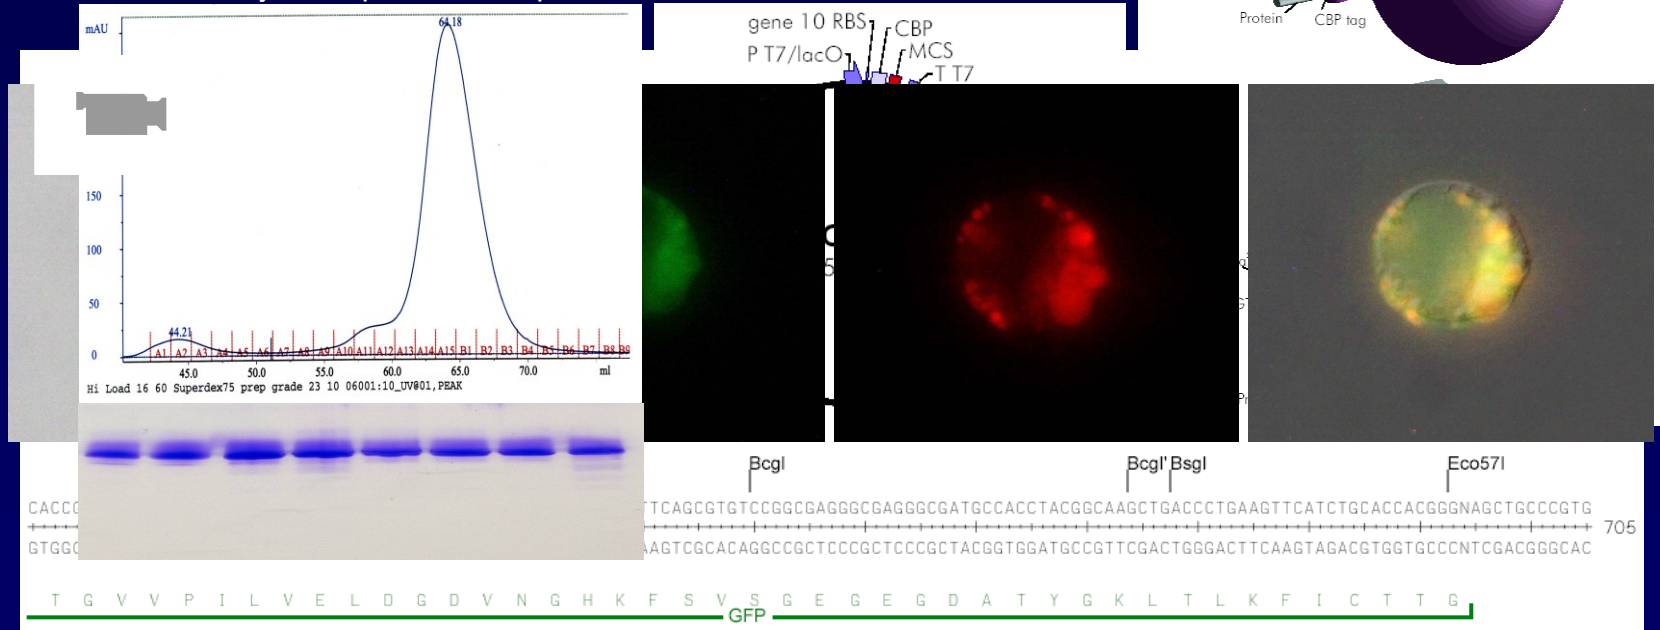 gene 10 RBS
CBP
P T7/lacO
MCS
T T7
Protein
CBP tag
mAU
64.18
150
100
50
0
44.21
A1 A2 A3 A4 A5 A6 A7 A8 A9 A10 A11 A12 A13 A14 A15 B1 B2 B3 B4 B5 B6 B7 B8 B9
45.0 50.0 55.0 60.0 65.0 70.0 ml
Hi Load 16 60 Superdex75 prep grade 23 10 06001:10_UV@01,PEAK
BcgI BcgI' BsgI Eco57I
CACCG TTCAGCGTGTCCGGCGAGGGCGAGGGCGATGCCACCTACGGCAAGCTGACCCTGAAGTTCATCTGCACCACGGGNAGCTGCCCGTG
705
GTGGC AAGTCGCACAGGCCGCTCCCGCTCCCGCTACGGTGGATGCCGTTCGACTGGGACTTCAAGTAGACGTGGTGCCCNTCGACGGGCAC
T G V V P I L V E L D G D V N G H K F S V S G E G E G D A T Y G K L T L K F I C T T G
GFP